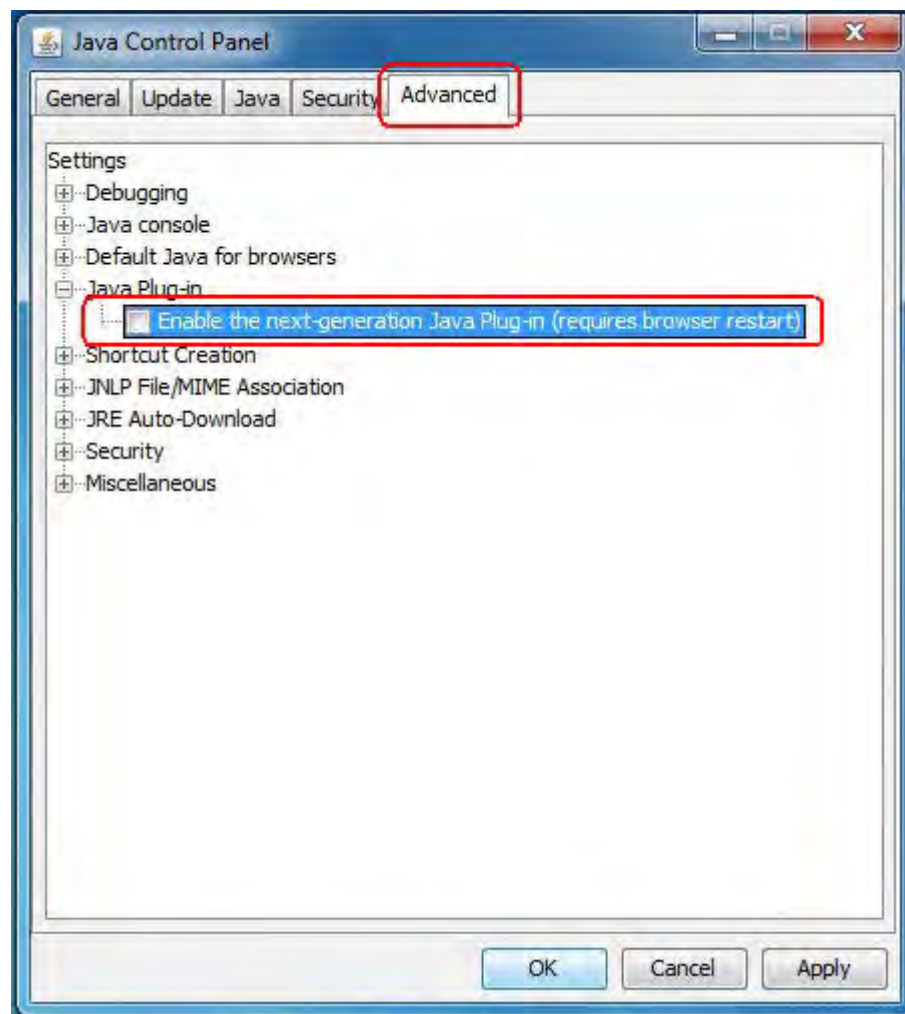 Java Control Panel
General Update Java Security Advanced
Settings
Debugging
Java console
Default Java for browsers
Java Plug-in
Enable the next-generation Java Plug-in (requires browser restart)
Shortcut Creation
JNLP File/MIME Association
JRE Auto-Download
Security
Miscellaneous
OK Cancel Apply